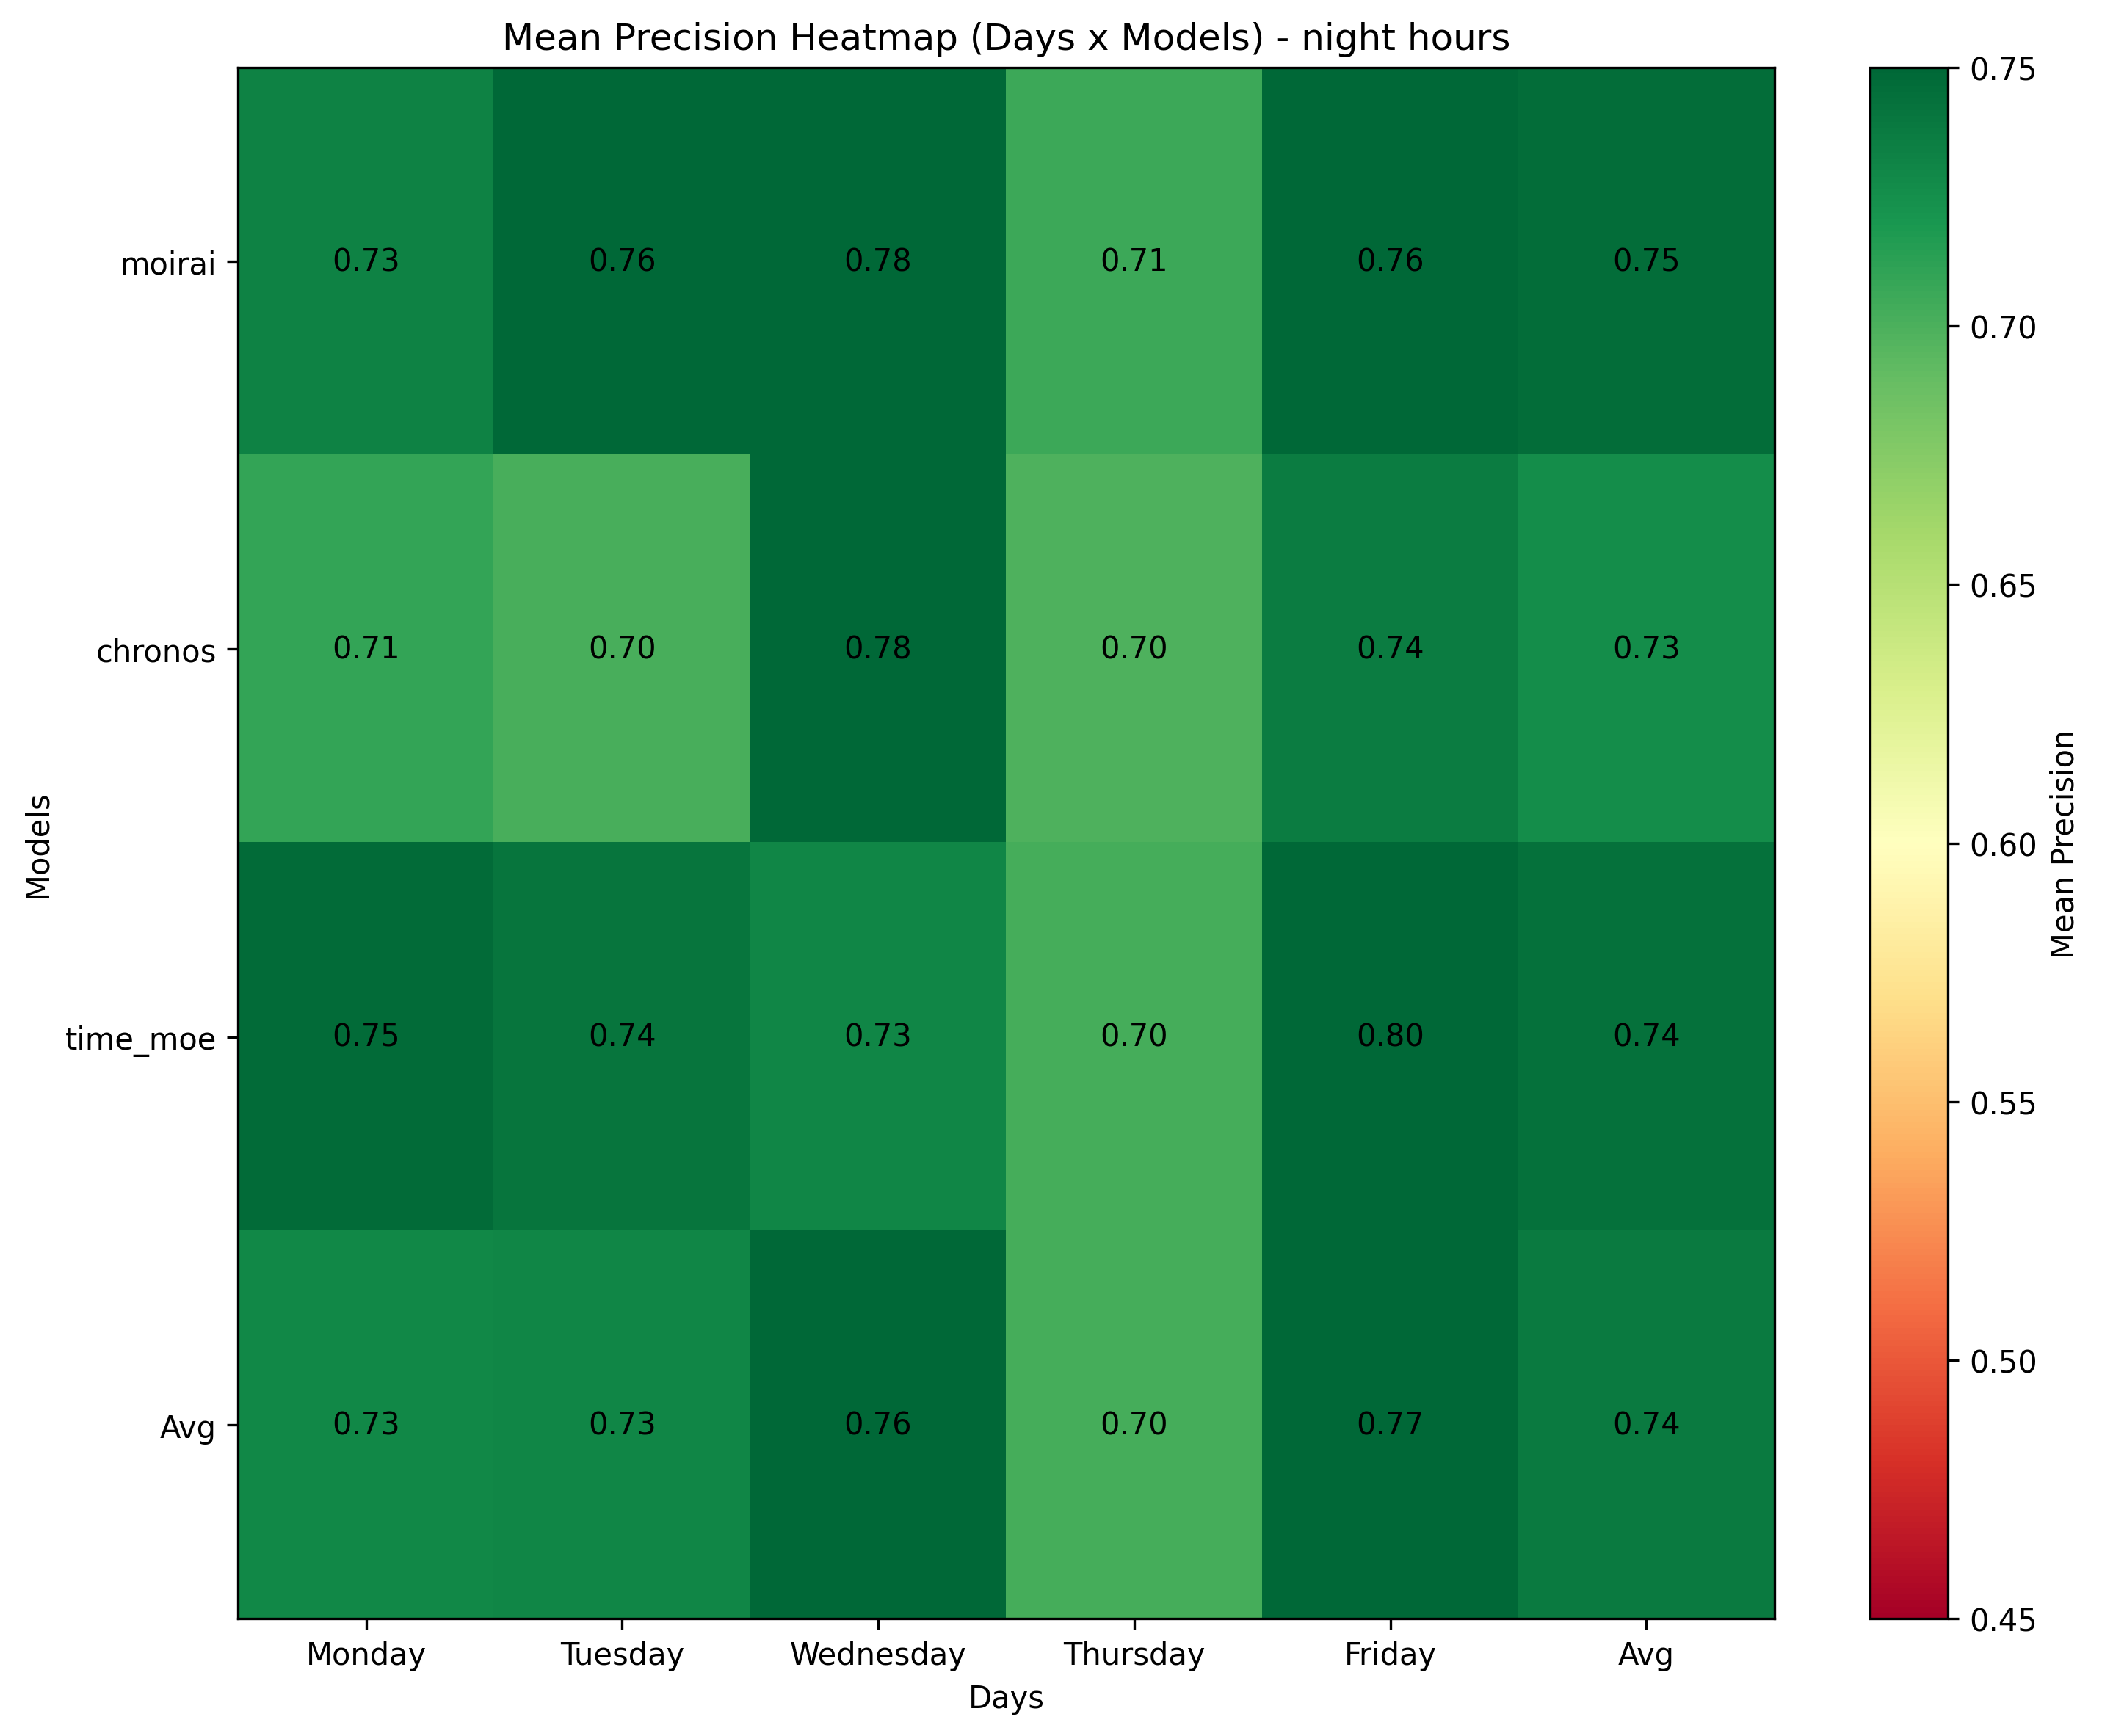 Mean Precision Heatmap (Days x Models) - night hours
moirai 0.73 0.76 0.78 0.71 0.76 0.75
chronos 0.71 0.70 0.78 0.70 0.74 0.73
time_moe 0.75 0.74 0.73 0.70 0.80 0.74
Avg 0.73 0.73 0.76 0.70 0.77 0.74
Monday Tuesday Wednesday Thursday Friday Avg
Days
Models
0.75
0.70
0.65
0.60
0.55
0.50
0.45
Mean Precision